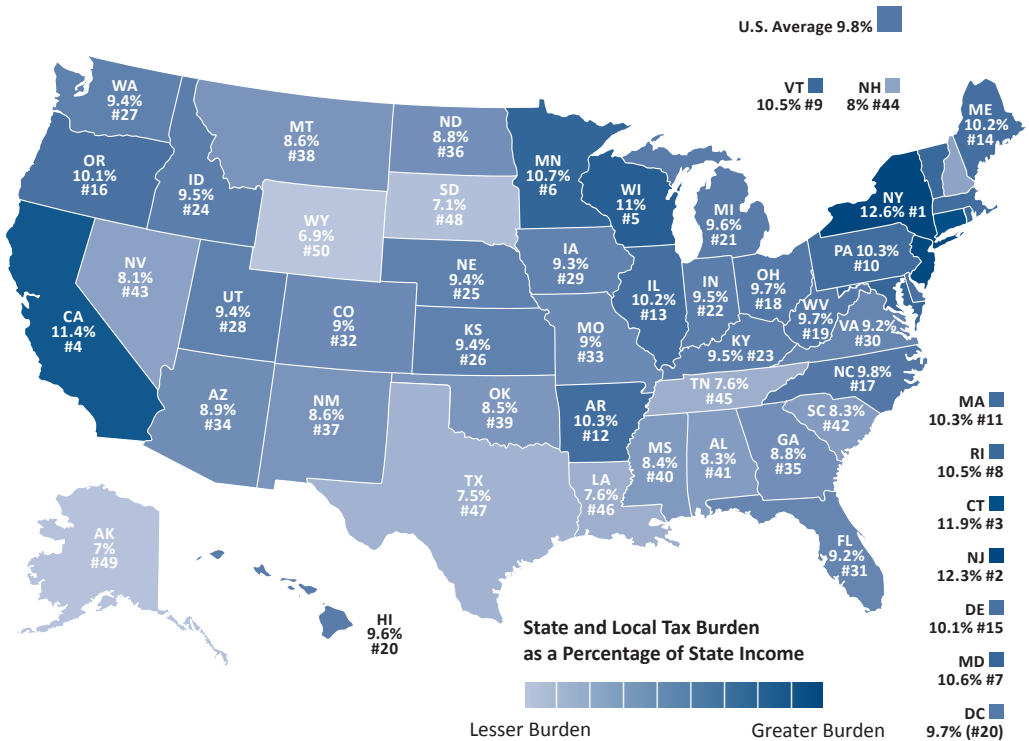 U.S. Average 9.8%
VT
10.5% #9
NH
8% #44
WA
9.4%
#27
MT
8.6%
#38
ND
8.8%
#36
MN
10.7%
#6
ME
10.2%
#14
OR
10.1%
#16
ID
9.5%
#24
SD
7.1%
#48
WI
11%
#5
MI
9.6%
#21
NY
12.6% #1
WY
6.9%
#50
NV
8.1%
#43
UT
9.4%
#28
NE
9.4%
#25
IA
9.3%
#29
IL
10.2%
#13
IN
9.5%
#22
OH
9.7%
#18
PA 10.3%
#10
CA
11.4%
#4
CO
9%
#32
KS
9.4%
#26
MO
9%
#33
KY
9.5% #23
WV
9.7%
#19
VA 9.2%
#30
AZ
8.9%
#34
NM
8.6%
#37
OK
8.5%
#39
AR
10.3%
#12
TN 7.6%
#45
NC 9.8%
#17
SC 8.3%
#42
TX
7.5%
#47
LA
7.6%
#46
MS
8.4%
#40
AL
8.3%
#41
GA
8.8%
#35
FL
9.2%
#31
AK
7%
#49
HI
9.6%
#20
MA
10.3% #11
RI
10.5% #8
CT
11.9% #3
NJ
12.3% #2
DE
10.1% #15
MD
10.6% #7
DC
9.7% (#20)
State and Local Tax Burden
as a Percentage of State Income
Lesser Burden
Greater Burden